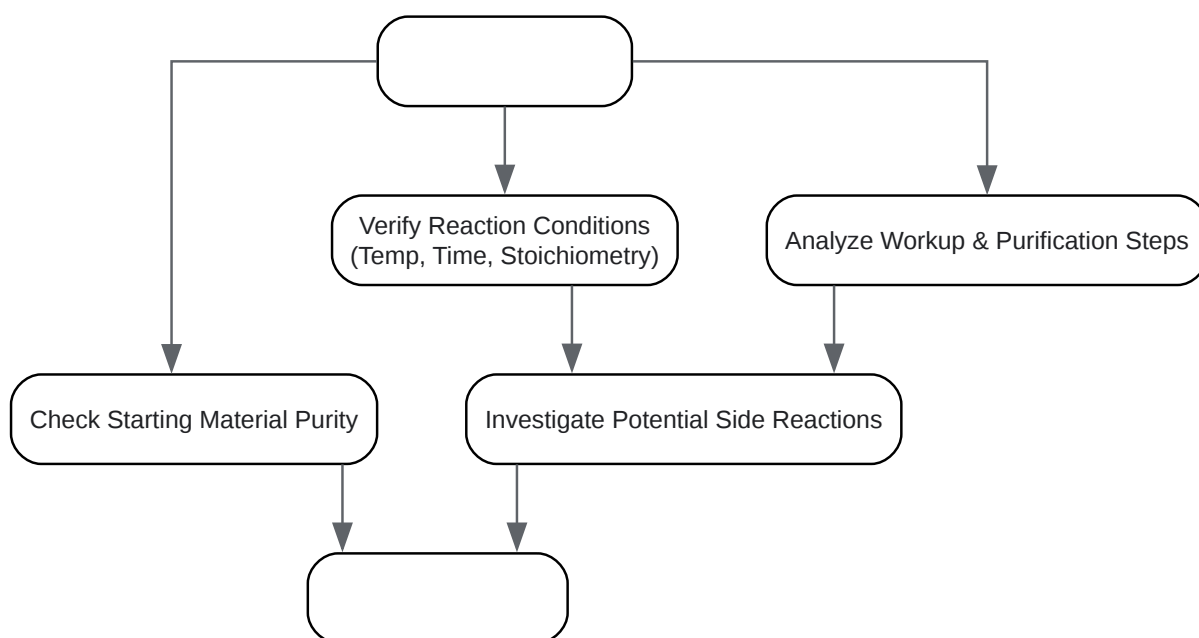 Verify Reaction Conditions
(Temp, Time, Stoichiometry)
Analyze Workup & Purification Steps
Check Starting Material Purity
Investigate Potential Side Reactions